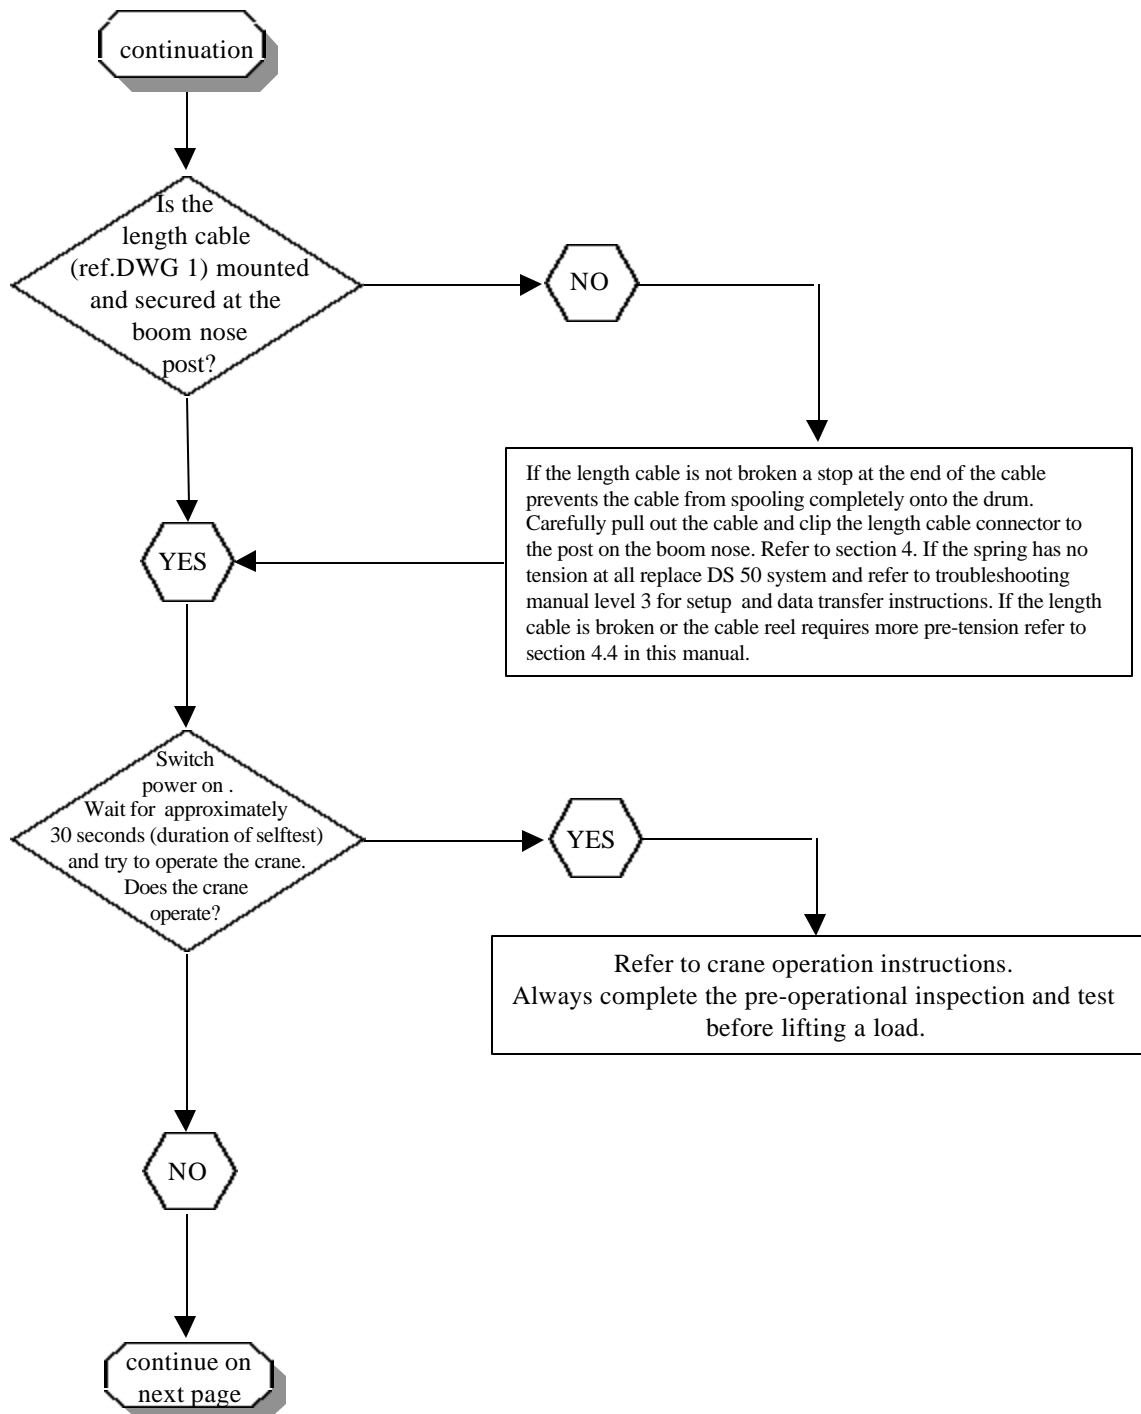 continuation
Is the
length cable
(ref.DWG 1) mounted
and secured at the
boom nose
post?
NO
If the length cable is not broken a stop at the end of the cable
prevents the cable from spooling completely onto the drum.
Carefully pull out the cable and clip the length cable connector to
the post on the boom nose. Refer to section 4. If the spring has no
tension at all replace DS 50 system and refer to troubleshooting
manual level 3 for setup and data transfer instructions. If the length
cable is broken or the cable reel requires more pre-tension refer to
section 4.4 in this manual.
YES
Switch
power on .
Wait for approximately
30 seconds (duration of selftest)
and try to operate the crane.
Does the crane
operate?
YES
Refer to crane operation instructions.
Always complete the pre-operational inspection and test
before lifting a load.
NO
continue on
next page